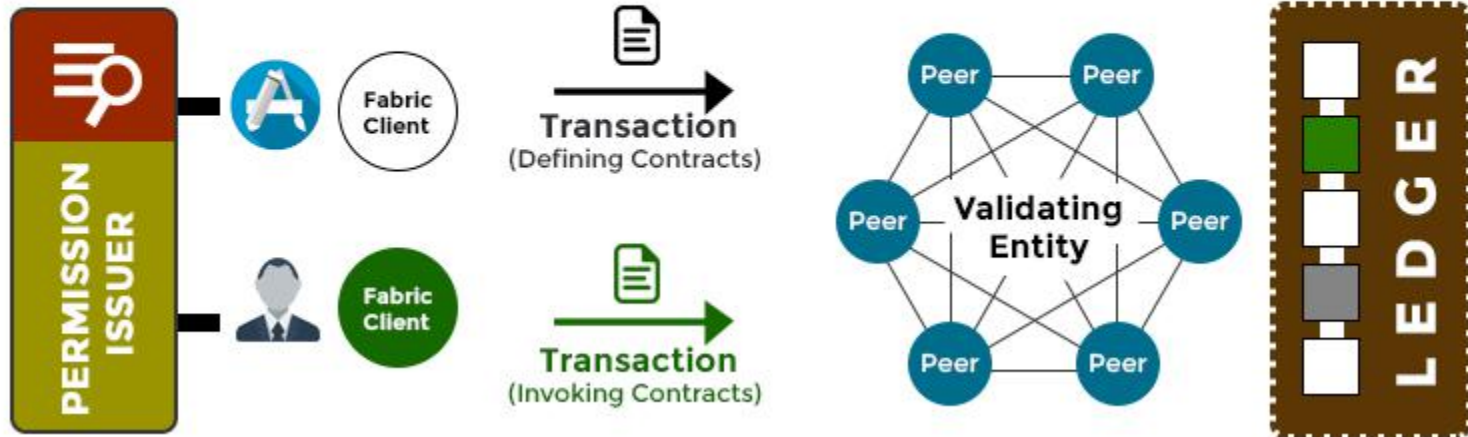 PERMISSION
ISSUER
Fabric
Client
Transaction
(Defining Contracts)
Fabric
Client
Transaction
(Invoking Contracts)
Peer
Peer
Peer
Validating
Entity
Peer
Peer
Peer
LEDGER